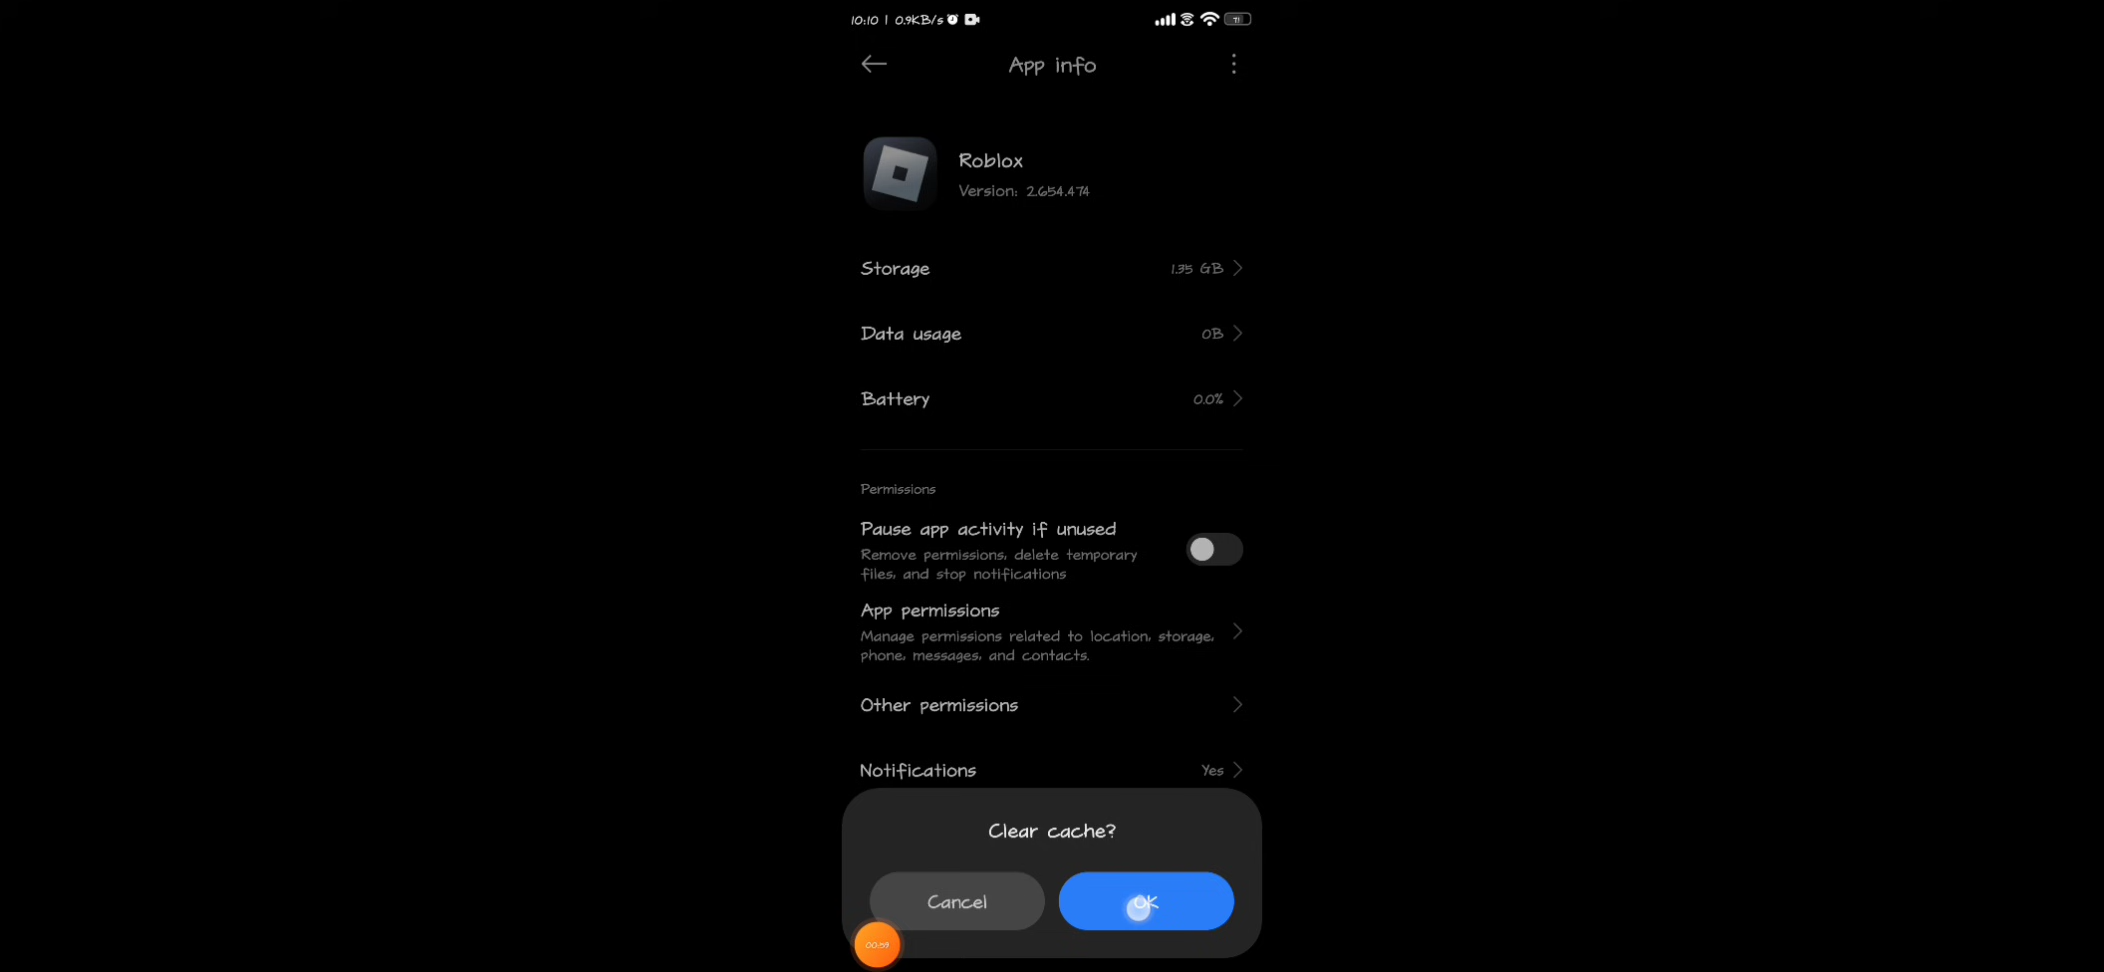 10:10 | 0.9KB/s
App info
Roblox
Version: 2.654.474
Storage 1.35 GB
Data usage 0B
Battery 0.0%
Permissions
Pause app activity if unused
Remove permissions, delete temporary
files, and stop notifications
App permissions
Manage permissions related to location, storage,
phone, messages, and contacts.
Other permissions
Notifications Yes
Clear cache?
Cancel OK
00:59